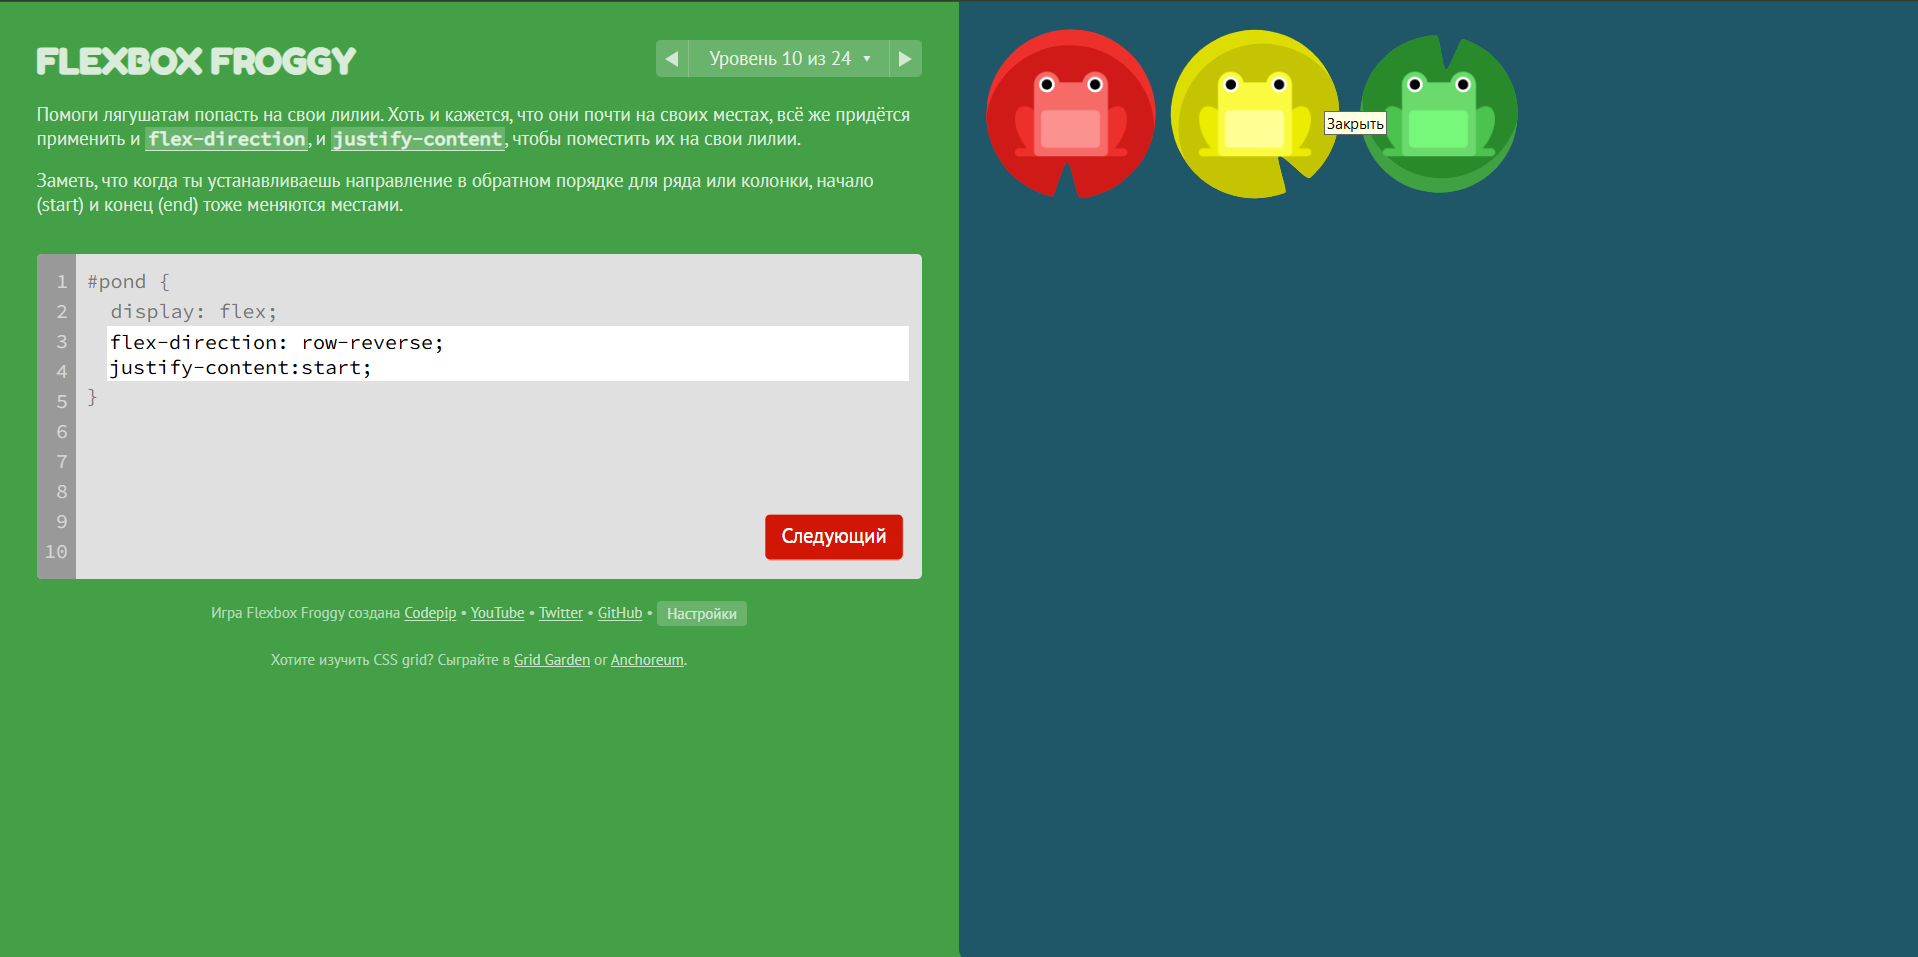 FLEXBOX FROGGY
Уровень 10 из 24
Помоги лягушатам попасть на свои лилии. Хоть и кажется, что они почти на своих местах, всё же придётся
применить и flex-direction, и justify-content, чтобы поместить их на свои лилии.
Заметь, что когда ты устанавливаешь направление в обратном порядке для ряда или колонки, начало
(start) и конец (end) тоже меняются местами.
1 #pond {
2 display: flex;
3 flex-direction: row-reverse;
4 justify-content:start;
5 }
6
7
8
9
10
Следующий
Игра Flexbox Froggy создана Codepip • YouTube • Twitter • GitHub • Настройки
Хотите изучить CSS grid? Сыграйте в Grid Garden or Anchoreum.
Закрыть